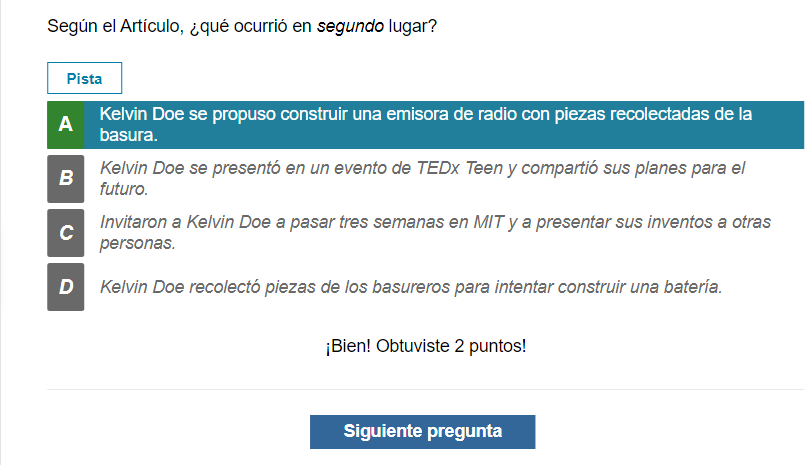 Según el Artículo, ¿qué ocurrió en segundo lugar?
Pista
A
Kelvin Doe se propuso construir una emisora de radio con piezas recolectadas de la
basura.
B
Kelvin Doe se presentó en un evento de TEDx Teen y compartió sus planes para el
futuro.
C
Invitaron a Kelvin Doe a pasar tres semanas en MIT y a presentar sus inventos a otras
personas.
D
Kelvin Doe recolectó piezas de los basureros para intentar construir una batería.
¡Bien! Obtuviste 2 puntos!
Siguiente pregunta